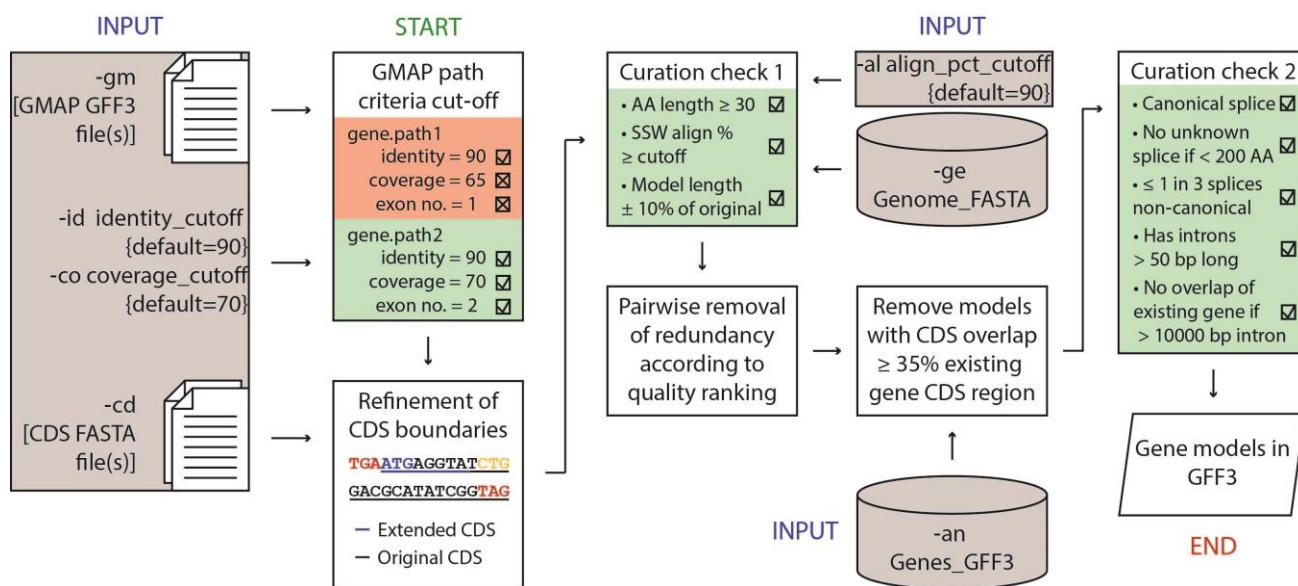 INPUT
-gm
[GMAP GFF3
file(s)]
-id identity_cutoff
{default=90}
-co coverage_cutoff
{default=70}
-cd
[CDS FASTA
file(s)]
START
GMAP path
criteria cut-off
gene.path1
identity = 90
coverage = 65
exon no. = 1
gene.path2
identity = 90
coverage = 70
exon no. = 2
Refinement of
CDS boundaries
TGAATGAGGTATCTG
GACGCATATCGGTAG
Extended CDS
Original CDS
Curation check 1
• AA length ≥ 30
• SSW align %
≥ cutoff
• Model length
± 10% of original
INPUT
-al align_pct_cutoff
{default=90}
-ge
Genome_FASTA
Pairwise removal
of redundancy
according to
quality ranking
Remove models
with CDS overlap
≥ 35% existing
gene CDS region
INPUT
-an
Genes_GFF3
Curation check 2
• Canonical splice
• No unknown
splice if < 200 AA
• ≤ 1 in 3 splices
non-canonical
• Has introns
> 50 bp long
• No overlap of
existing gene if
> 10000 bp intron
Gene models in
GFF3
END